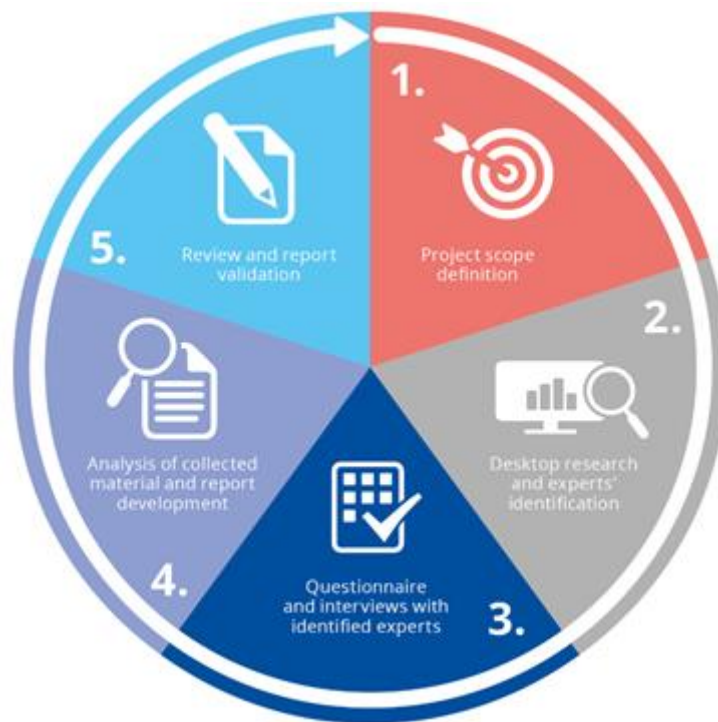 1.
Project scope
definition
2.
Desktop research
and experts'
identification
3.
Questionnaire
and interviews with
identified experts
4.
Analysis of collected
material and report
development
5.
Review and report
validation